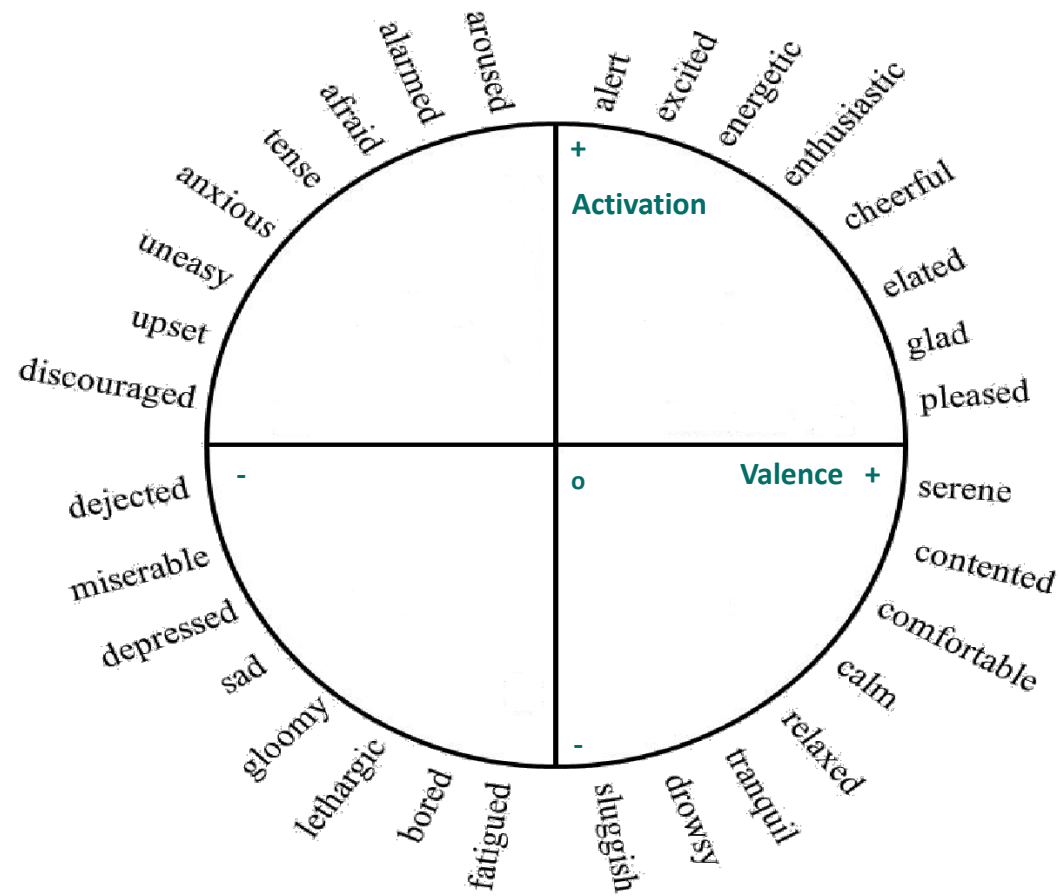 aroused
alarmed
afraid
tense
anxious
uneasy
upset
discouraged
alert
excited
energetic
enthusiastic
cheerful
elated
glad
pleased
+
Activation
-
o
Valence +
dejected
miserable
depressed
sad
gloomy
lethargic
bored
fatigued
-
serene
contented
comfortable
calm
relaxed
tranquil
drowsy
sluggish